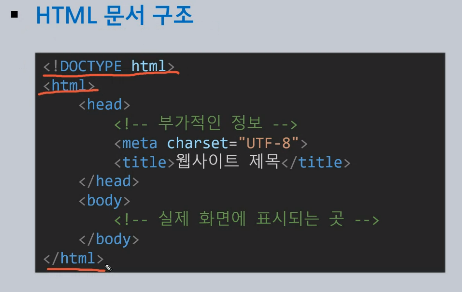 ▪ HTML 문서 구조
<!DOCTYPE html>
<html>
<head>
<!-- 부가적인 정보 -->
<meta charset="UTF-8">
<title>웹사이트 제목</title>
</head>
<body>
<!-- 실제 화면에 표시되는 곳 -->
</body>
</html>